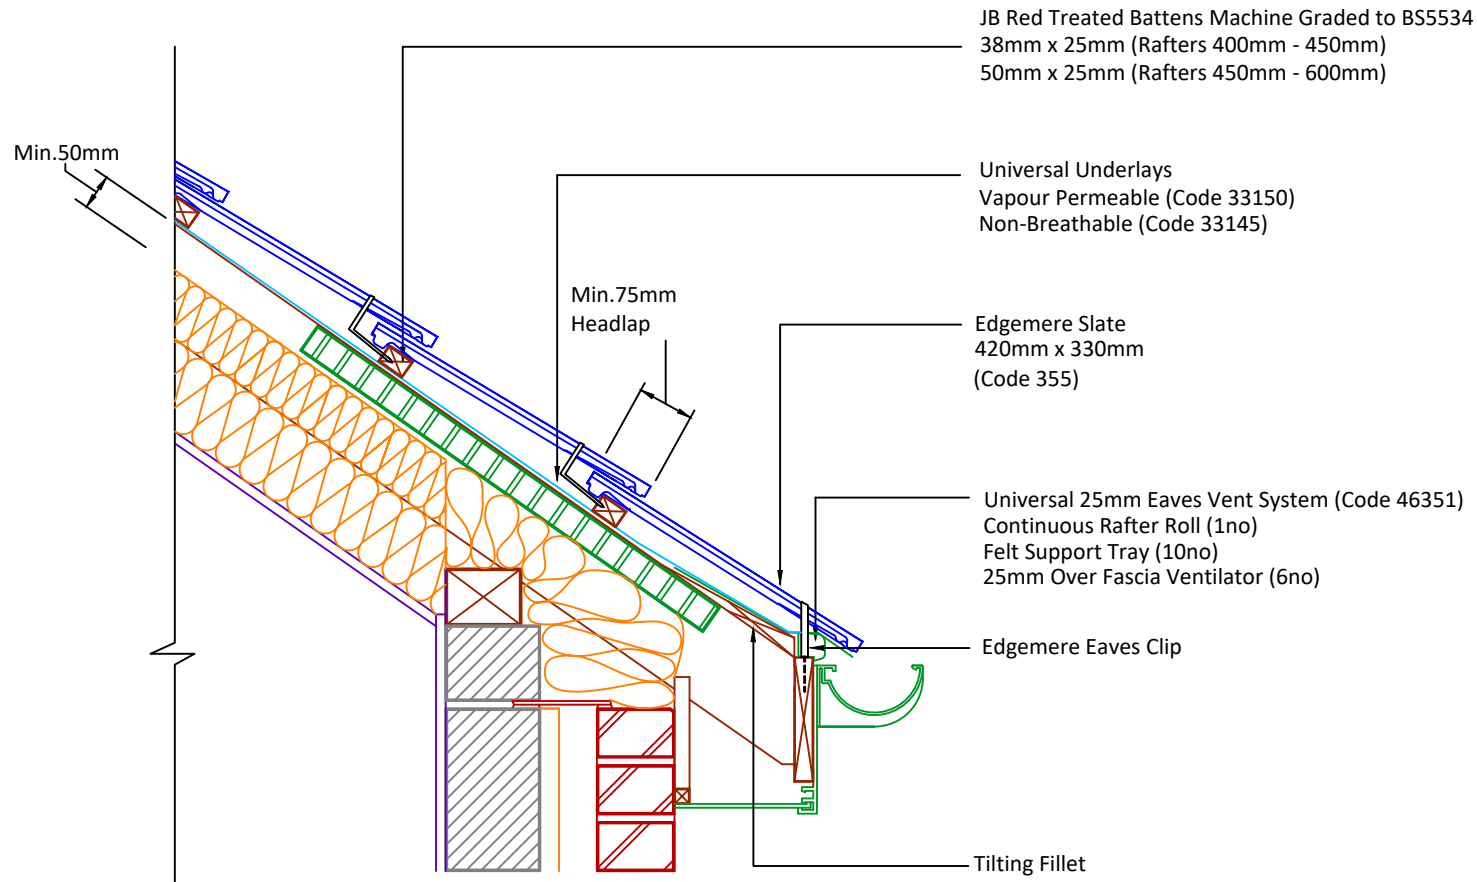 JB Red Treated Battens Machine Graded to BS5534
38mm x 25mm (Rafters 400mm - 450mm)
50mm x 25mm (Rafters 450mm - 600mm)
Min.50mm
Universal Underlays
Vapour Permeable (Code 33150)
Non-Breathable (Code 33145)
Min.75mm
Headlap
Edgemere Slate
420mm x 330mm
(Code 355)
Universal 25mm Eaves Vent System (Code 46351)
Continuous Rafter Roll (1no)
Felt Support Tray (10no)
25mm Over Fascia Ventilator (6no)
Edgemere Eaves Clip
Tilting Fillet